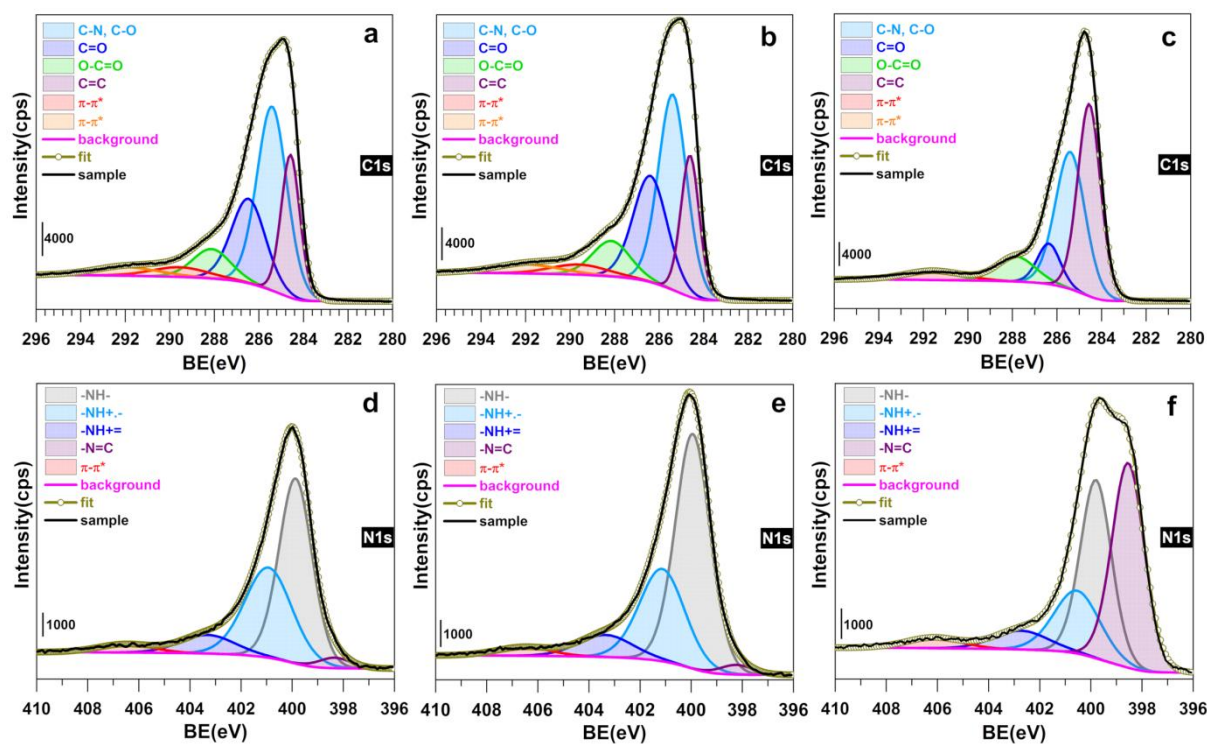 a
C-N, C-O
C=O
O-C=O
C=C
π-π*
π-π*
background
fit
sample
C1s
4000
Intensity(cps)
296 294 292 290 288 286 284 282 280
BE(eV)
b
C-N, C-O
C=O
O-C=O
C=C
π-π*
π-π*
background
fit
sample
C1s
4000
Intensity(cps)
296 294 292 290 288 286 284 282 280
BE(eV)
c
C-N, C-O
C=O
O-C=O
C=C
π-π*
π-π*
background
fit
sample
C1s
4000
Intensity(cps)
296 294 292 290 288 286 284 282 280
BE(eV)
d
-NH-
-NH+.-
-NH+=
-N=C
π-π*
background
fit
sample
N1s
1000
Intensity(cps)
410 408 406 404 402 400 398 396
BE(eV)
e
-NH-
-NH+.-
-NH+=
-N=C
π-π*
background
fit
sample
N1s
1000
Intensity(cps)
410 408 406 404 402 400 398 396
BE(eV)
f
-NH-
-NH+.-
-NH+=
-N=C
π-π*
background
fit
sample
N1s
1000
Intensity(cps)
410 408 406 404 402 400 398 396
BE(eV)